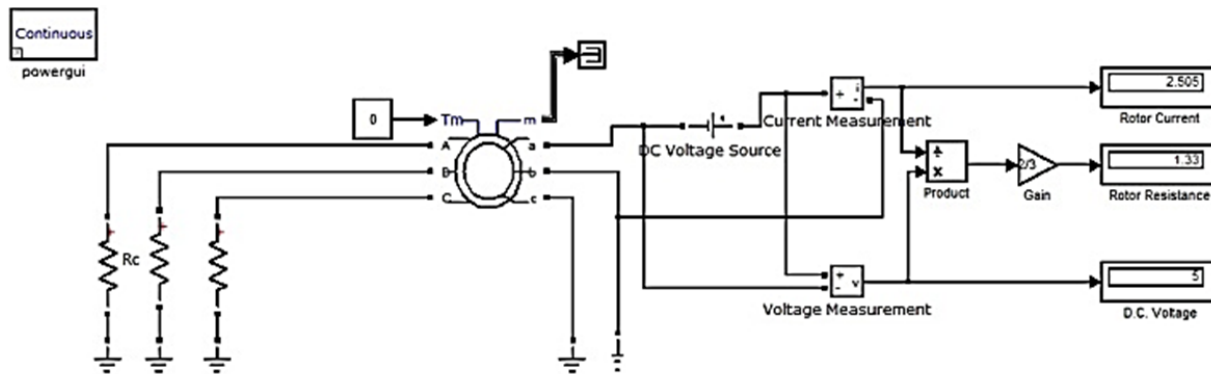 Continuous
powergui
0
Tm
m
A
a
B
b
C
c
Rc
DC Voltage Source
+
i
-
Current Measurement
+
-
v
Voltage Measurement
÷
x
Product
2/3
Gain
2.505
Rotor Current
1.33
Rotor Resistance
5
D.C. Voltage